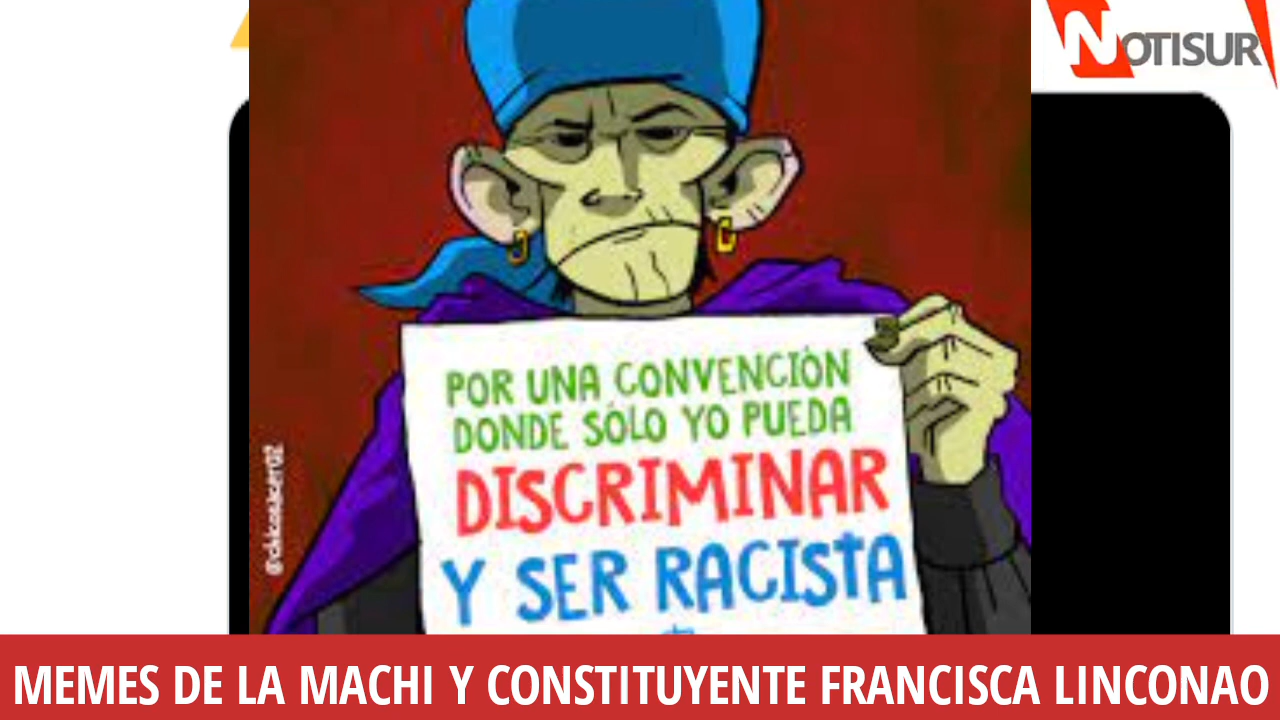 NOTISUR
POR UNA CONVENCIÓN
DONDE SÓLO YO PUEDA
DISCRIMINAR
Y SER RACISTA
MEMES DE LA MACHI Y CONSTITUYENTE FRANCISCA LINCONAO